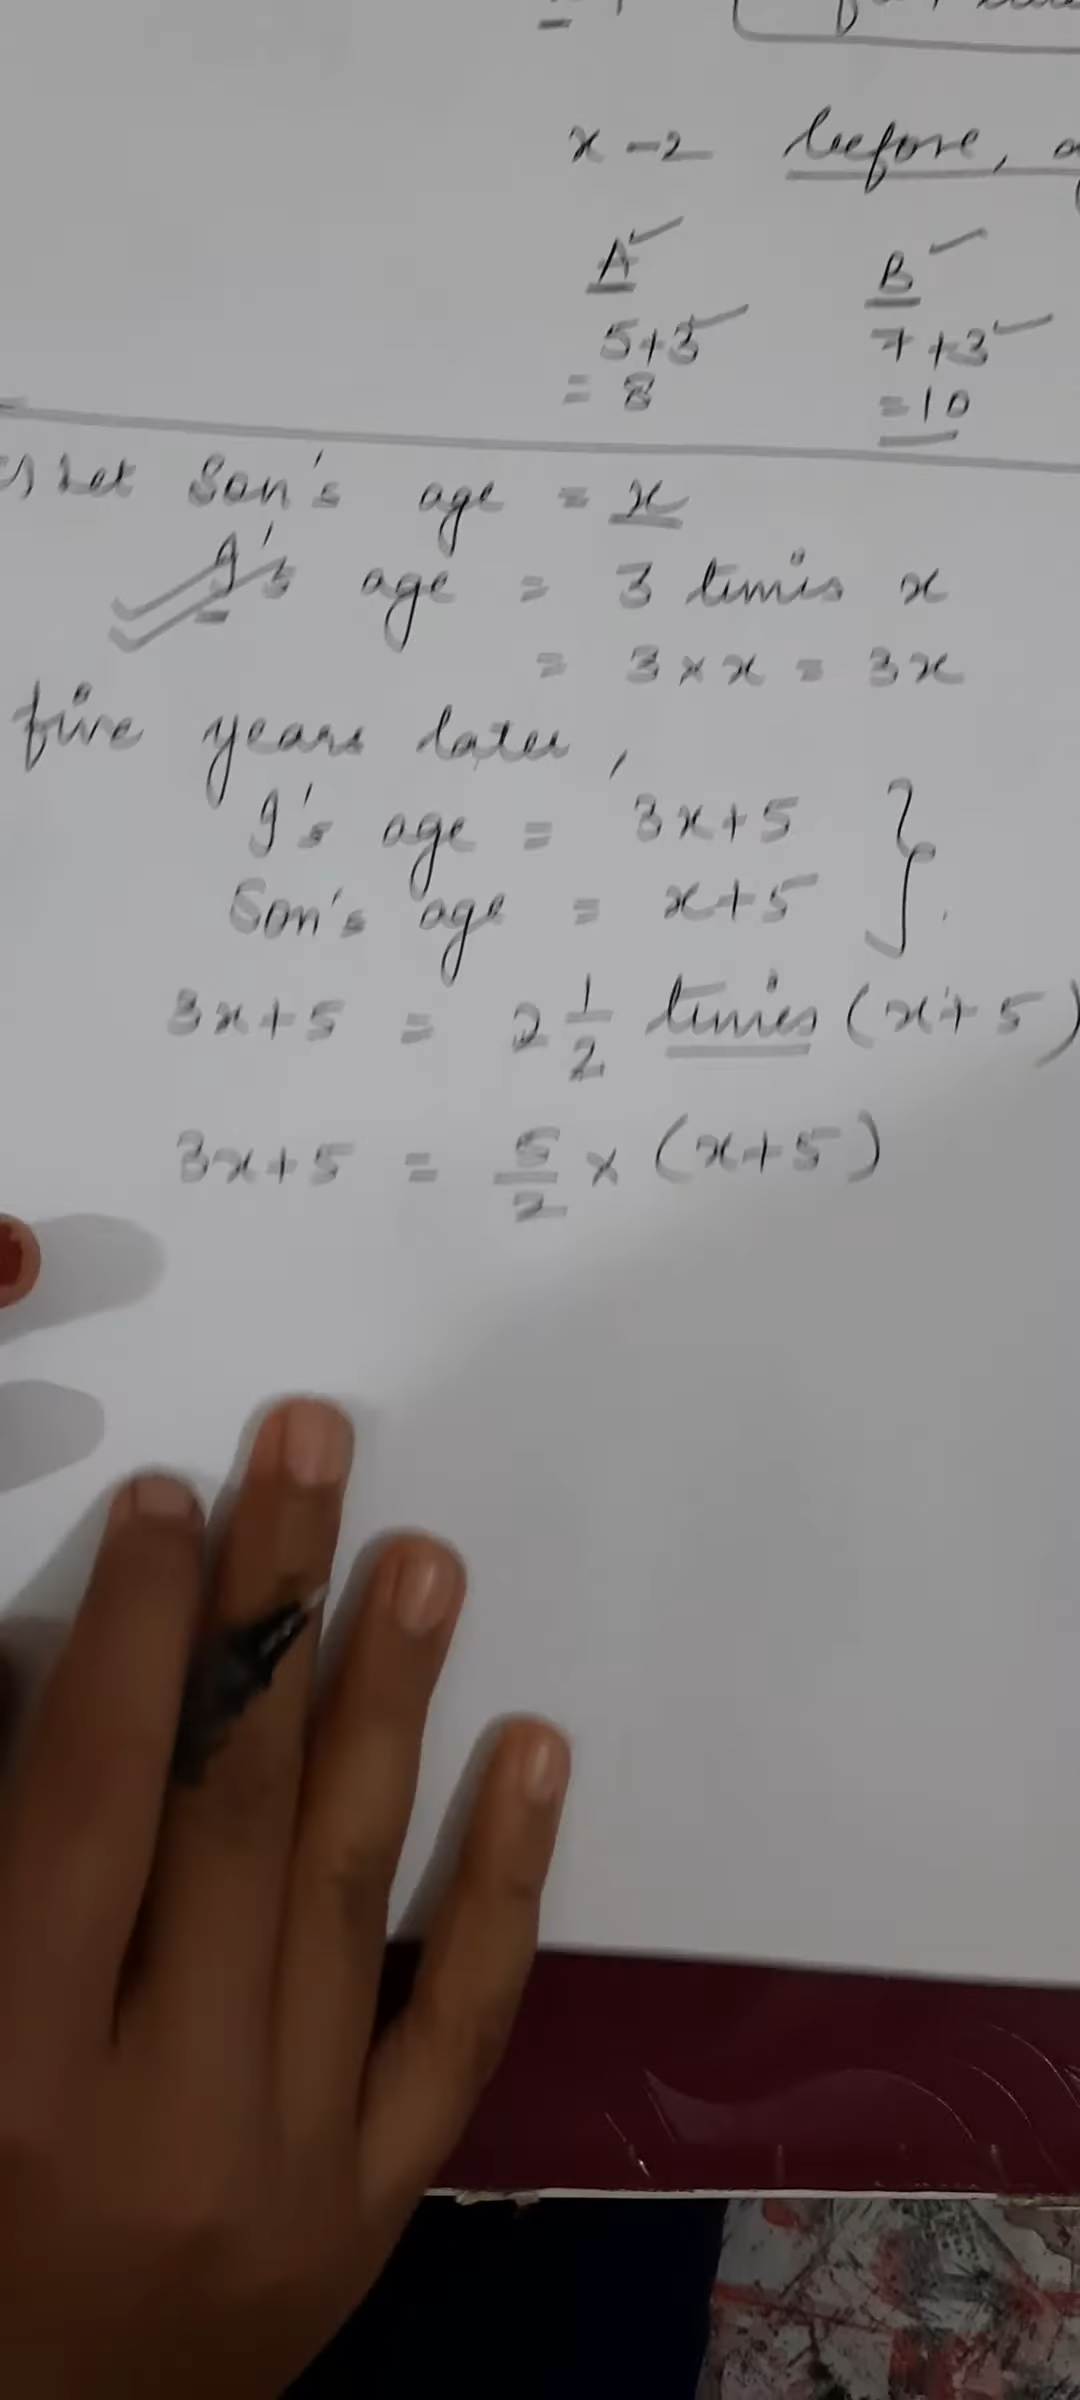 x - 2 before,
A B
5+3 7+3
= 8 =10
Let Son's age = x
I's age = 3 times x
= 3 × x = 3x
five years later,
I's age = 3x+5
Son's age = x+5
3x+5 = 2 1/2 times (x+5)
3x+5 = 5/2 × (x+5)